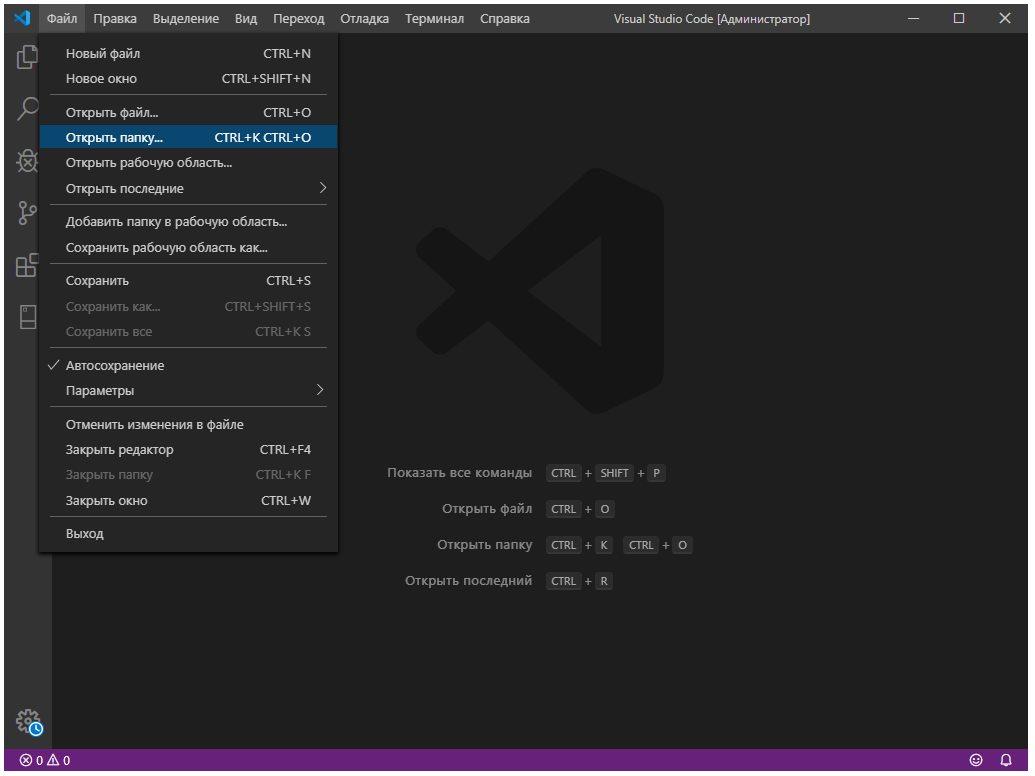 Файл Правка Выделение Вид Переход Отладка Терминал Справка Visual Studio Code [Администратор]
Новый файл CTRL+N
Новое окно CTRL+SHIFT+N
Открыть файл... CTRL+O
Открыть папку... CTRL+K CTRL+O
Открыть рабочую область...
Открыть последние
Добавить папку в рабочую область...
Сохранить рабочую область как...
Сохранить CTRL+S
Сохранить как... CTRL+SHIFT+S
Сохранить все CTRL+K S
Автосохранение
Параметры
Отменить изменения в файле
Закрыть редактор CTRL+F4
Закрыть папку CTRL+K F
Закрыть окно CTRL+W
Выход
Показать все команды CTRL + SHIFT + P
Открыть файл CTRL + O
Открыть папку CTRL + K CTRL + O
Открыть последний CTRL + R
0 0